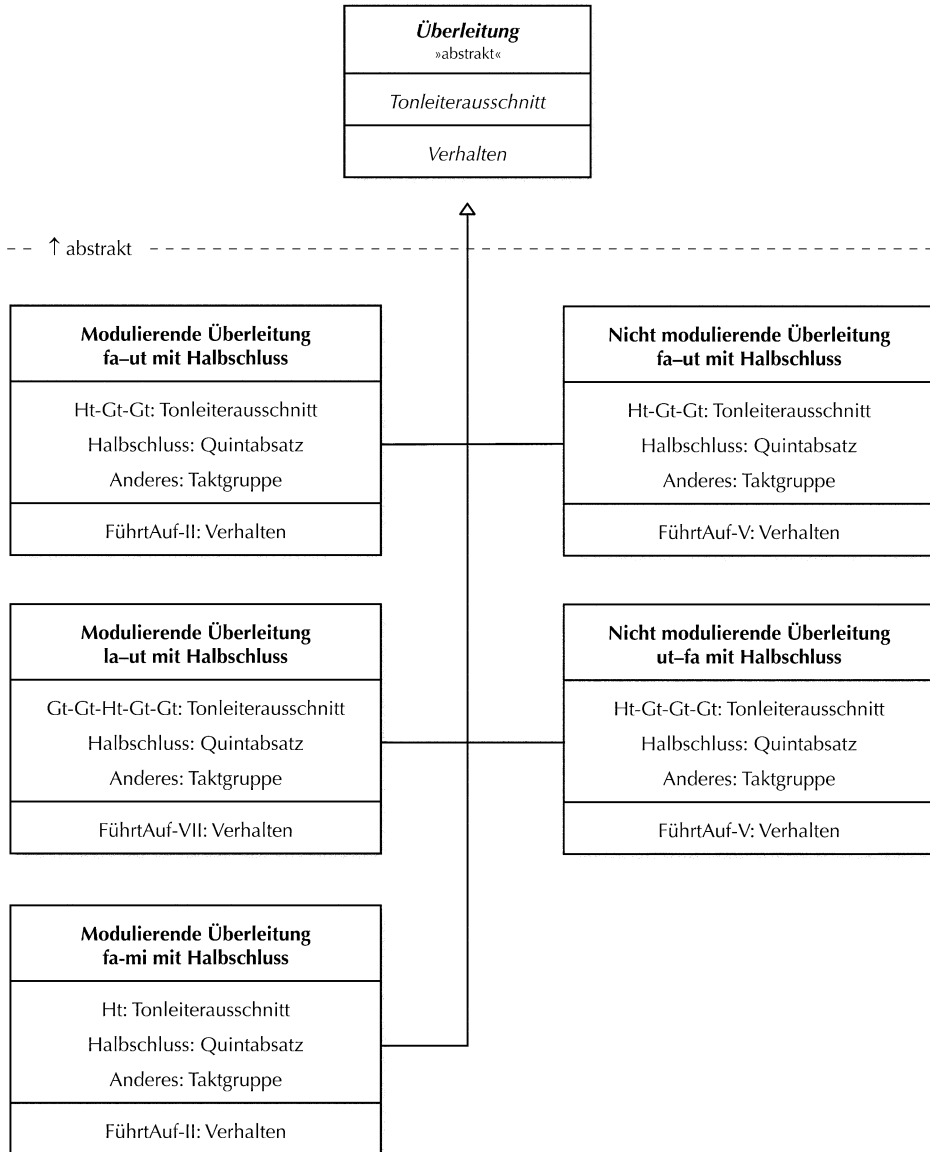 Überleitung
»abstrakt«
Tonleiterausschnitt
Verhalten
↑ abstrakt
Modulierende Überleitung
fa–ut mit Halbschluss
Ht-Gt-Gt: Tonleiterausschnitt
Halbschluss: Quintabsatz
Anderes: Taktgruppe
FührtAuf-II: Verhalten
Nicht modulierende Überleitung
fa–ut mit Halbschluss
Ht-Gt-Gt: Tonleiterausschnitt
Halbschluss: Quintabsatz
Anderes: Taktgruppe
FührtAuf-V: Verhalten
Modulierende Überleitung
la–ut mit Halbschluss
Gt-Gt-Ht-Gt-Gt: Tonleiterausschnitt
Halbschluss: Quintabsatz
Anderes: Taktgruppe
FührtAuf-VII: Verhalten
Nicht modulierende Überleitung
ut–fa mit Halbschluss
Ht-Gt-Gt-Gt: Tonleiterausschnitt
Halbschluss: Quintabsatz
Anderes: Taktgruppe
FührtAuf-V: Verhalten
Modulierende Überleitung
fa-mi mit Halbschluss
Ht: Tonleiterausschnitt
Halbschluss: Quintabsatz
Anderes: Taktgruppe
FührtAuf-II: Verhalten